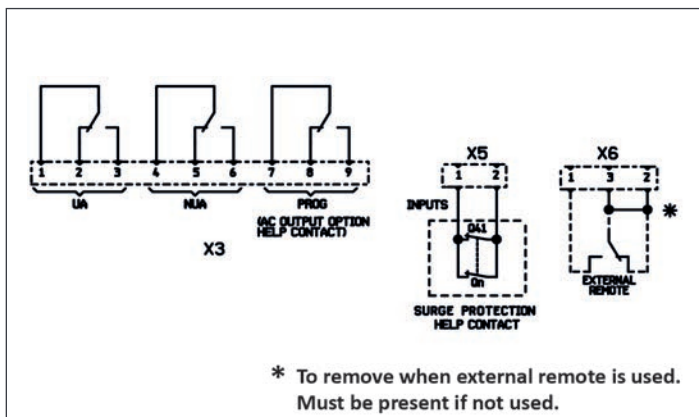 1 2 3 4 5 6 7 8 9
UA NUA PROG
(AC OUTPUT OPTION
HELP CONTACT)
X3
X5
1 2
INPUTS
Q41
Qn
SURGE PROTECTION
HELP CONTACT
X6
1 3 2
*
EXTERNAL
REMOTE
* To remove when external remote is used.
Must be present if not used.